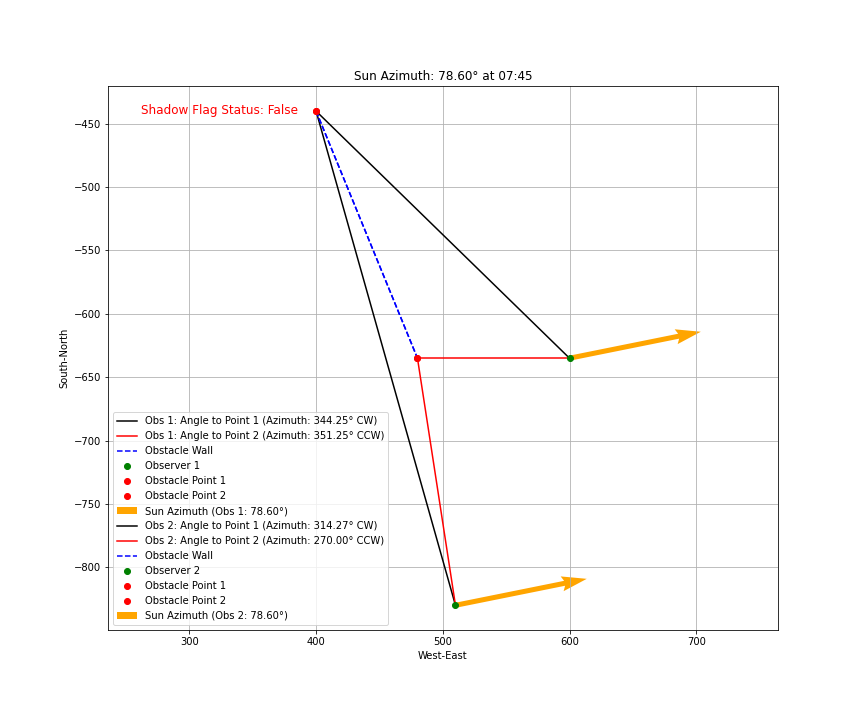 Sun Azimuth: 78.60° at 07:45
Shadow Flag Status: False
−450
−500
−550
−600
−650
−700
−750
−800
South-North
Obs 1: Angle to Point 1 (Azimuth: 344.25° CW)
Obs 1: Angle to Point 2 (Azimuth: 351.25° CCW)
Obstacle Wall
Observer 1
Obstacle Point 1
Obstacle Point 2
Sun Azimuth (Obs 1: 78.60°)
Obs 2: Angle to Point 1 (Azimuth: 314.27° CW)
Obs 2: Angle to Point 2 (Azimuth: 270.00° CCW)
Obstacle Wall
Observer 2
Obstacle Point 1
Obstacle Point 2
Sun Azimuth (Obs 2: 78.60°)
300 400 500 600 700
West-East